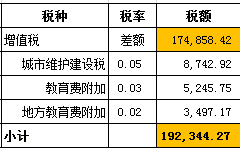 税种 税率 税额
增值税 差额 174,858.42
城市维护建设税 0.05 8,742.92
教育费附加 0.03 5,245.75
地方教育费附加 0.02 3,497.17
小计 192,344.27